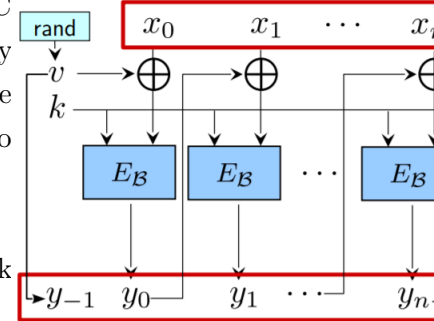 C
rand x₀ x₁ ⋯
y
v ⊕ ⊕
e
k
o
E_ℬ E_ℬ ⋯ E_ℬ
k
y₋₁ y₀ y₁ ⋯